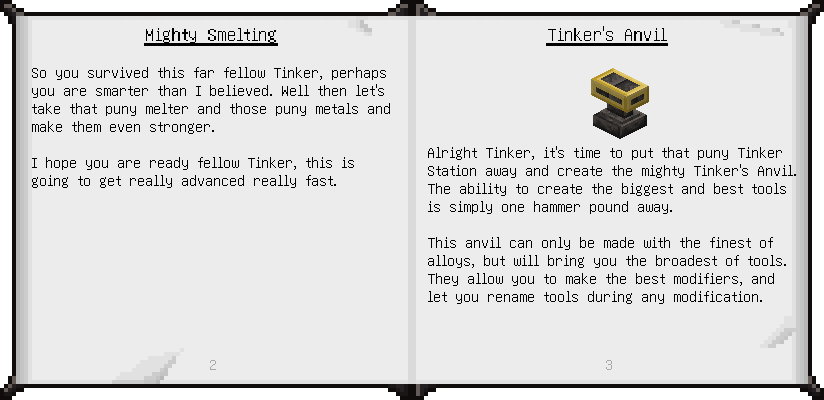 Mighty Smelting
So you survived this far fellow Tinker, perhaps
you are smarter than I believed. Well then let's
take that puny melter and those puny metals and
make them even stronger.
I hope you are ready fellow Tinker, this is
going to get really advanced really fast.
2
Tinker's Anvil
Alright Tinker, it's time to put that puny Tinker
Station away and create the mighty Tinker's Anvil.
The ability to create the biggest and best tools
is simply one hammer pound away.
This anvil can only be made with the finest of
alloys, but will bring you the broadest of tools.
They allow you to make the best modifiers, and
let you rename tools during any modification.
3